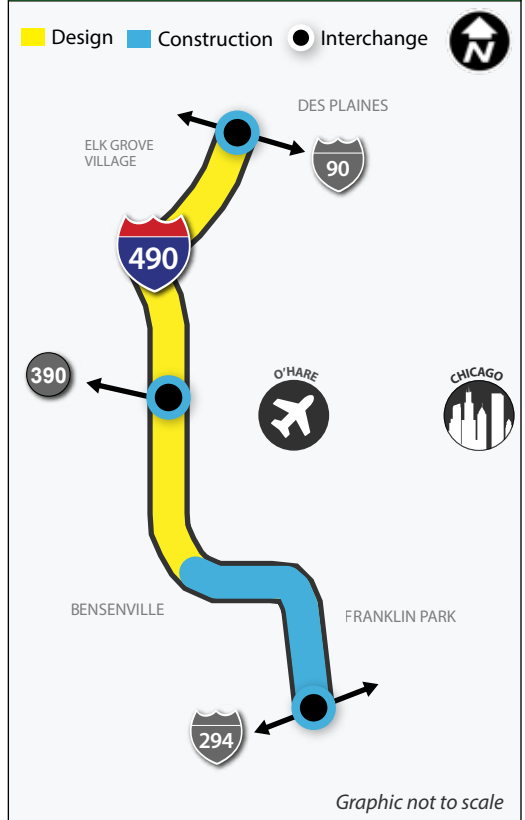 Design Construction Interchange
N
DES PLAINES
ELK GROVE
VILLAGE
90
490
390
O'HARE
CHICAGO
BENSENVILLE
FRANKLIN PARK
294
Graphic not to scale